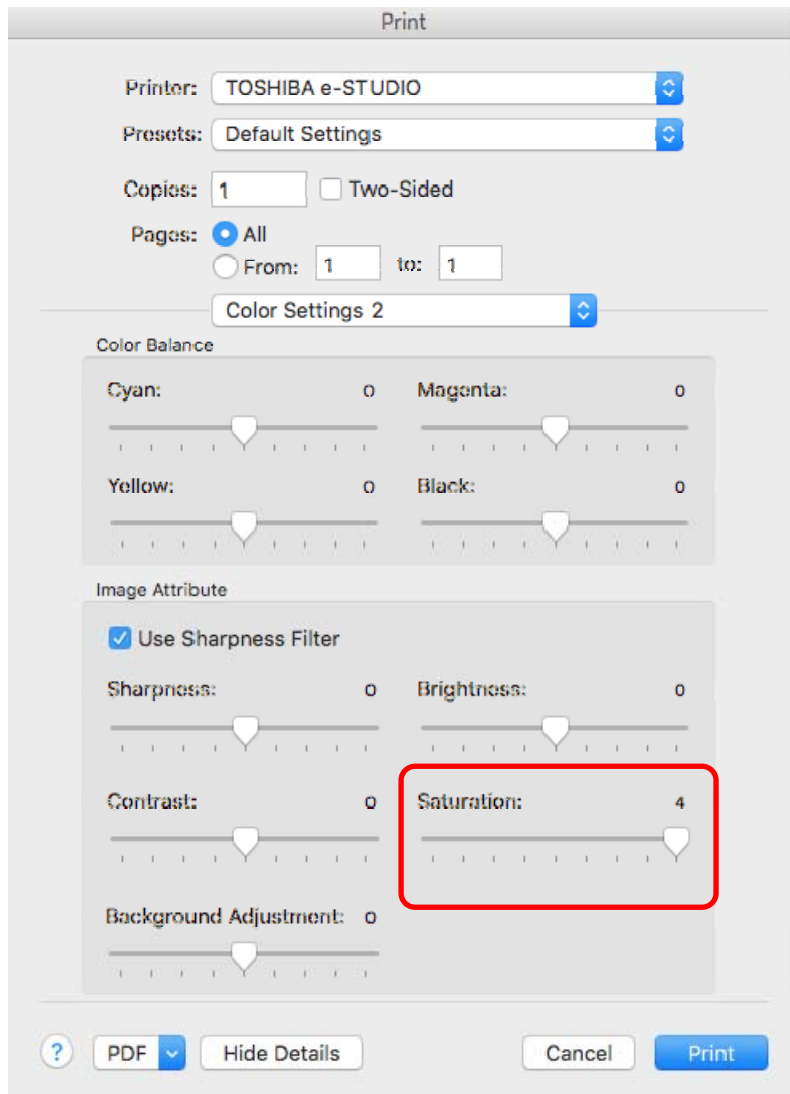 Print
Printer: TOSHIBA e-STUDIO
Presets: Default Settings
Copies: 1 Two-Sided
Pages: All
From: 1 to: 1
Color Settings 2
Color Balance
Cyan: 0 Magenta: 0
Yellow: 0 Black: 0
Image Attribute
Use Sharpness Filter
Sharpness: 0 Brightness: 0
Contrast: 0 Saturation: 4
Background Adjustment: 0
? PDF Hide Details Cancel Print